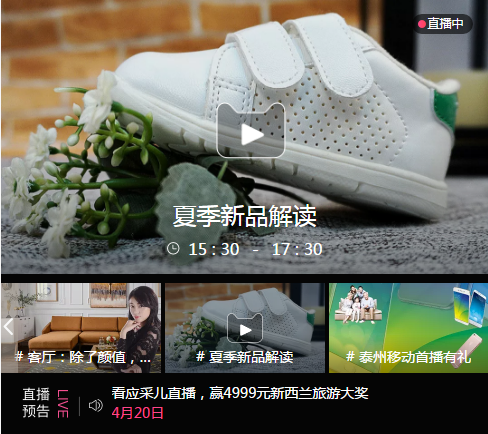 直播中
夏季新品解读
15 : 30 - 17 : 30
# 客厅：除了颜值，...
# 夏季新品解读
# 泰州移动首播有礼
直播
预告
LIVE
看应采儿直播，赢4999元新西兰旅游大奖
4月20日